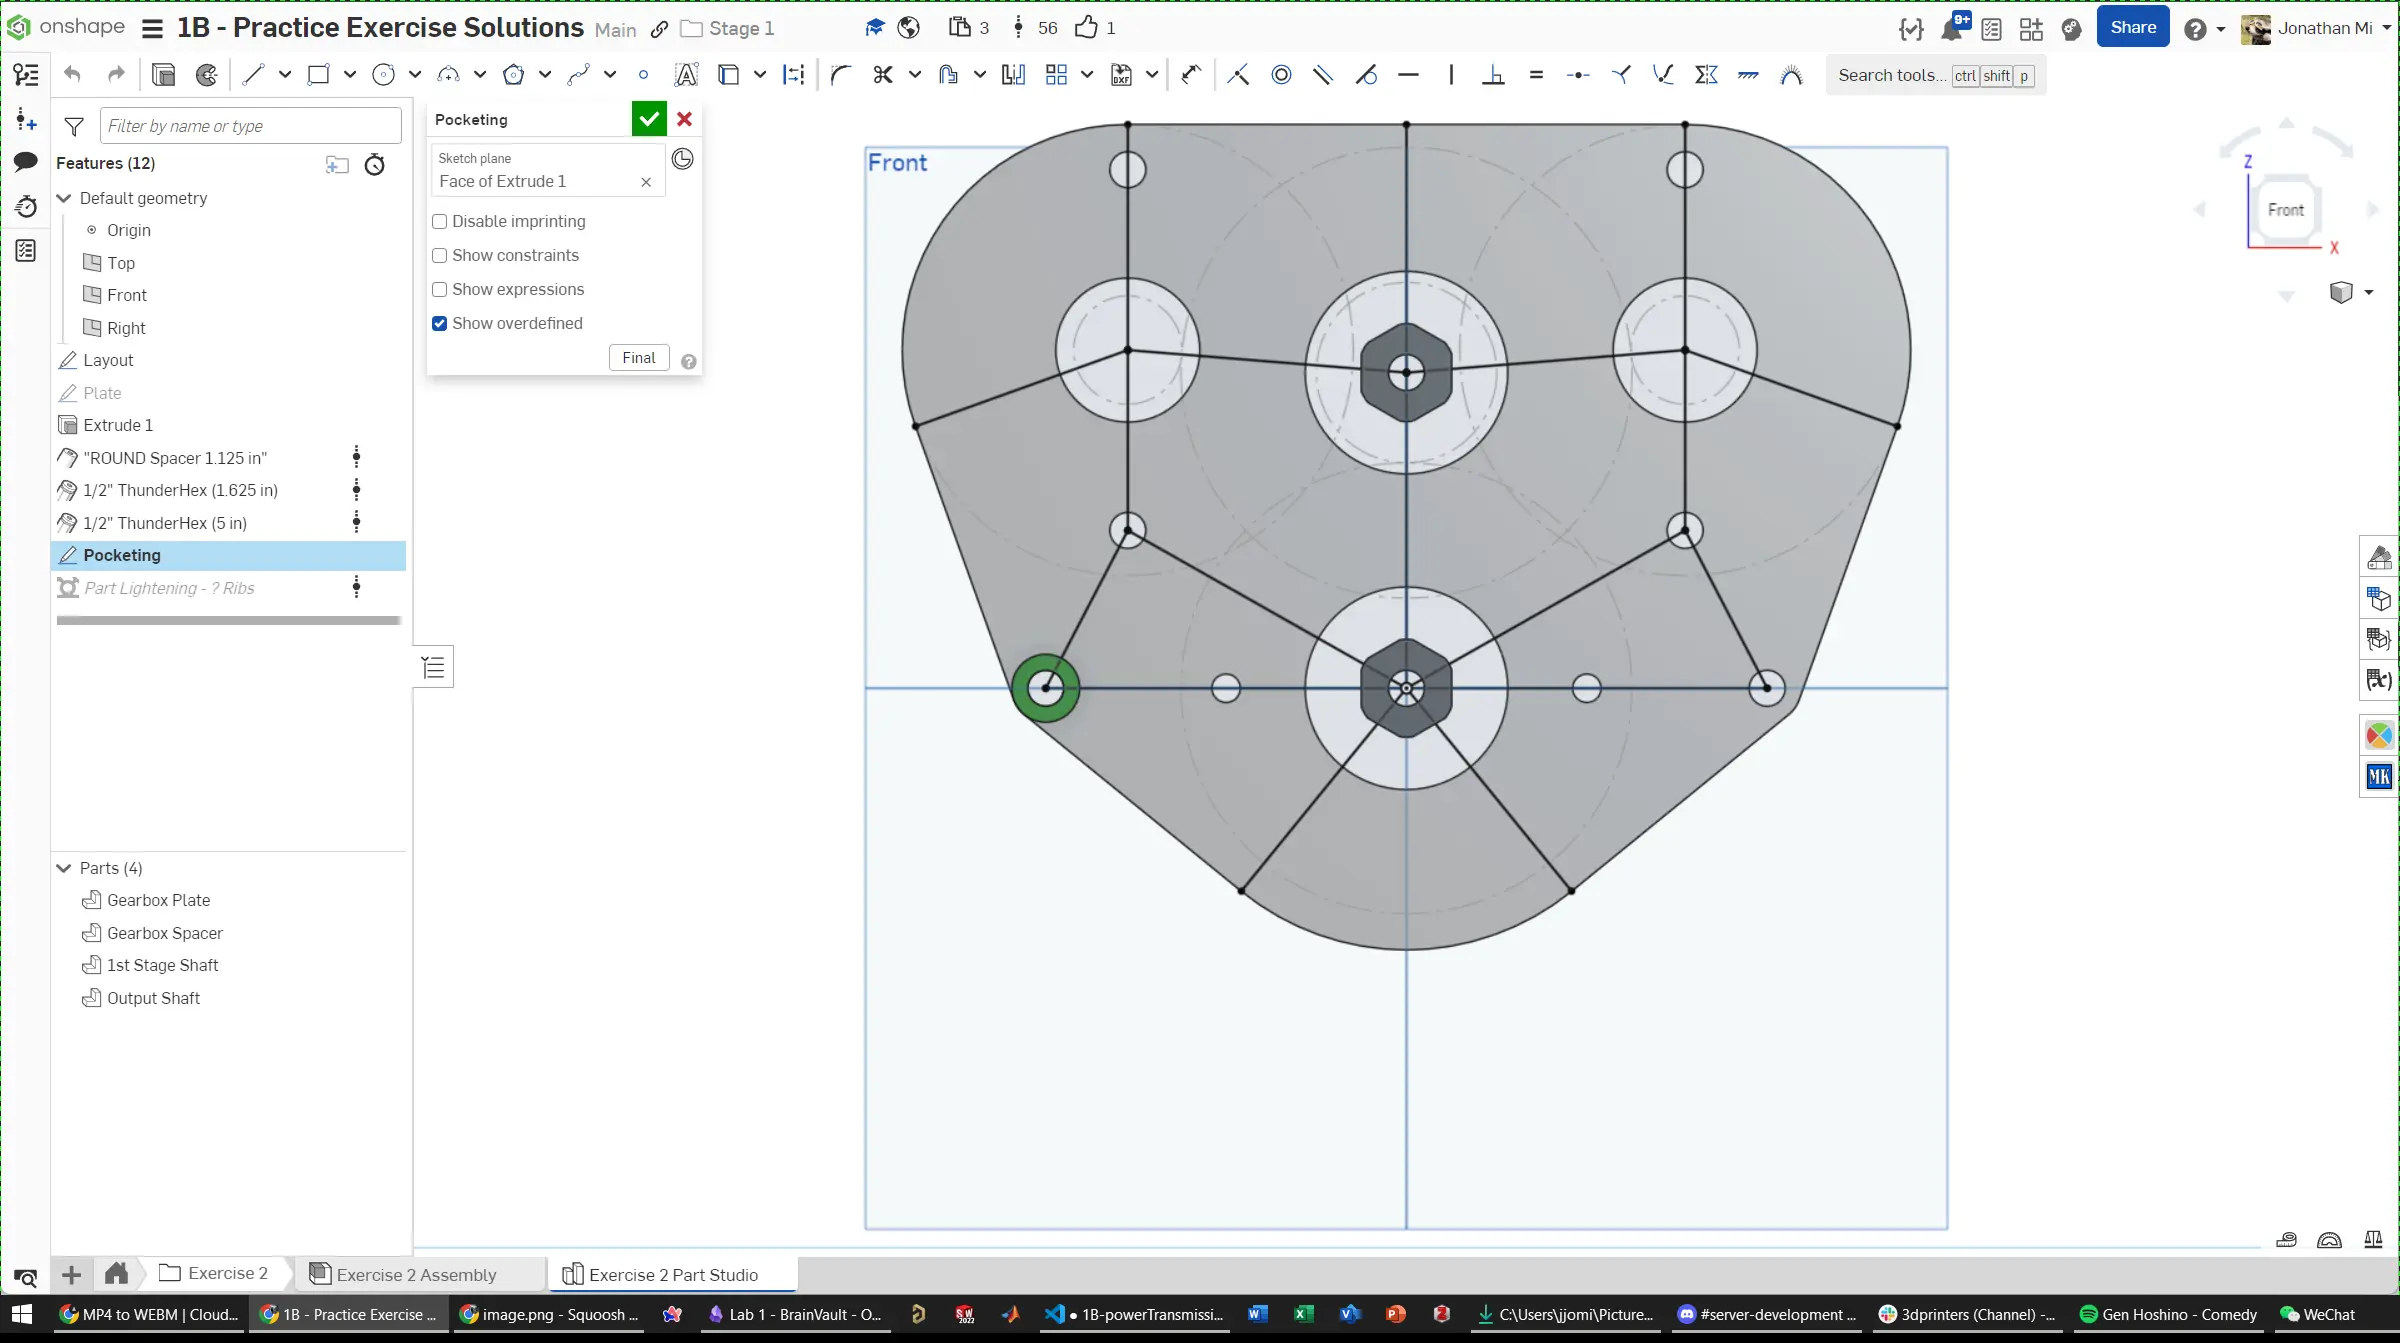 onshape 1B - Practice Exercise Solutions Main Stage 1 3 56 1 9+ Share Jonathan Mi
Search tools... ctrl shift p
Filter by name or type
Features (12)
Default geometry
Origin
Top
Front
Right
Layout
Plate
Extrude 1
"ROUND Spacer 1.125 in"
1/2" ThunderHex (1.625 in)
1/2" ThunderHex (5 in)
Pocketing
Part Lightening - ? Ribs
Parts (4)
Gearbox Plate
Gearbox Spacer
1st Stage Shaft
Output Shaft
Pocketing
Sketch plane
Face of Extrude 1
Disable imprinting
Show constraints
Show expressions
Show overdefined
Final
Front
Z
Front
X
MK
Exercise 2
Exercise 2 Assembly
Exercise 2 Part Studio
MP4 to WEBM | Cloud... 1B - Practice Exercise ... image.png - Squoosh ... Lab 1 - BrainVault - O... 1B-powerTransmissi... C:\Users\jjomi\Picture... #server-development ... 3dprinters (Channel) -... Gen Hoshino - Comedy WeChat